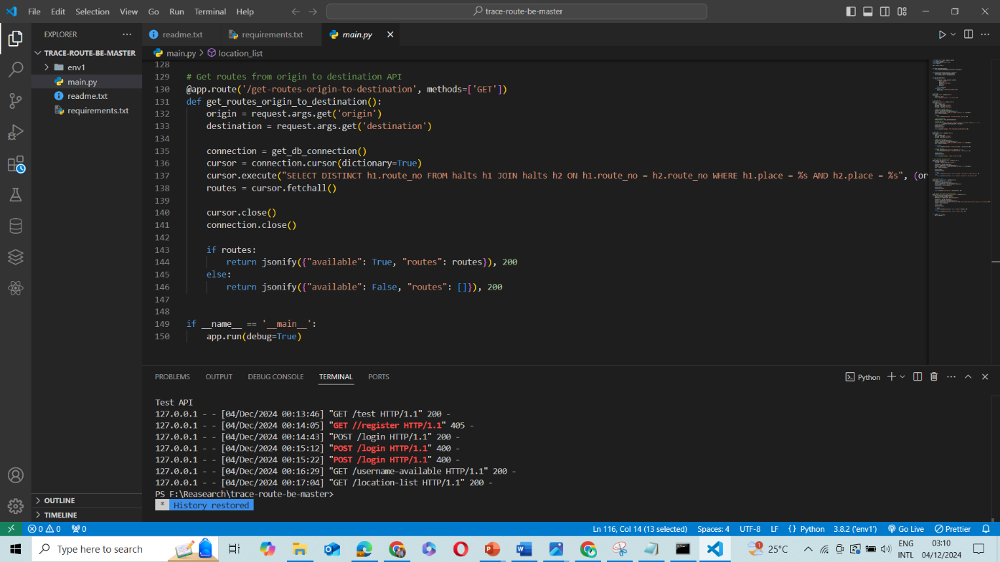 File Edit Selection View Go Run Terminal Help
trace-route-be-master
EXPLORER
readme.txt
requirements.txt
main.py
TRACE-ROUTE-BE-MASTER
main.py > location_list
env1
main.py
readme.txt
requirements.txt
128
129 # Get routes from origin to destination API
130 @app.route('/get-routes-origin-to-destination', methods=['GET'])
131 def get_routes_origin_to_destination():
132 origin = request.args.get('origin')
133 destination = request.args.get('destination')
134
135 connection = get_db_connection()
136 cursor = connection.cursor(dictionary=True)
137 cursor.execute("SELECT DISTINCT h1.route_no FROM halts h1 JOIN halts h2 ON h1.route_no = h2.route_no WHERE h1.place = %s AND h2.place = %s", (or
138 routes = cursor.fetchall()
139
140 cursor.close()
141 connection.close()
142
143 if routes:
144 return jsonify({"available": True, "routes": routes}), 200
145 else:
146 return jsonify({"available": False, "routes": []}), 200
147
148
149 if __name__ == '__main__':
150 app.run(debug=True)
PROBLEMS OUTPUT DEBUG CONSOLE TERMINAL PORTS
Python
Test API
127.0.0.1 - - [04/Dec/2024 00:13:46] "GET /test HTTP/1.1" 200 -
127.0.0.1 - - [04/Dec/2024 00:14:05] "GET //register HTTP/1.1" 405 -
127.0.0.1 - - [04/Dec/2024 00:14:43] "POST /login HTTP/1.1" 200 -
127.0.0.1 - - [04/Dec/2024 00:15:12] "POST /login HTTP/1.1" 400 -
127.0.0.1 - - [04/Dec/2024 00:15:22] "POST /login HTTP/1.1" 400 -
127.0.0.1 - - [04/Dec/2024 00:16:29] "GET /username-available HTTP/1.1" 200 -
127.0.0.1 - - [04/Dec/2024 00:17:04] "GET /location-list HTTP/1.1" 200 -
PS F:\Reasearch\trace-route-be-master>
* History restored
OUTLINE
TIMELINE
0 0 0
Ln 116, Col 14 (13 selected) Spaces: 4 UTF-8 LF {} Python 3.8.2 ('env1') Go Live Prettier
Type here to search
25°C
ENG
INTL
03:10
04/12/2024